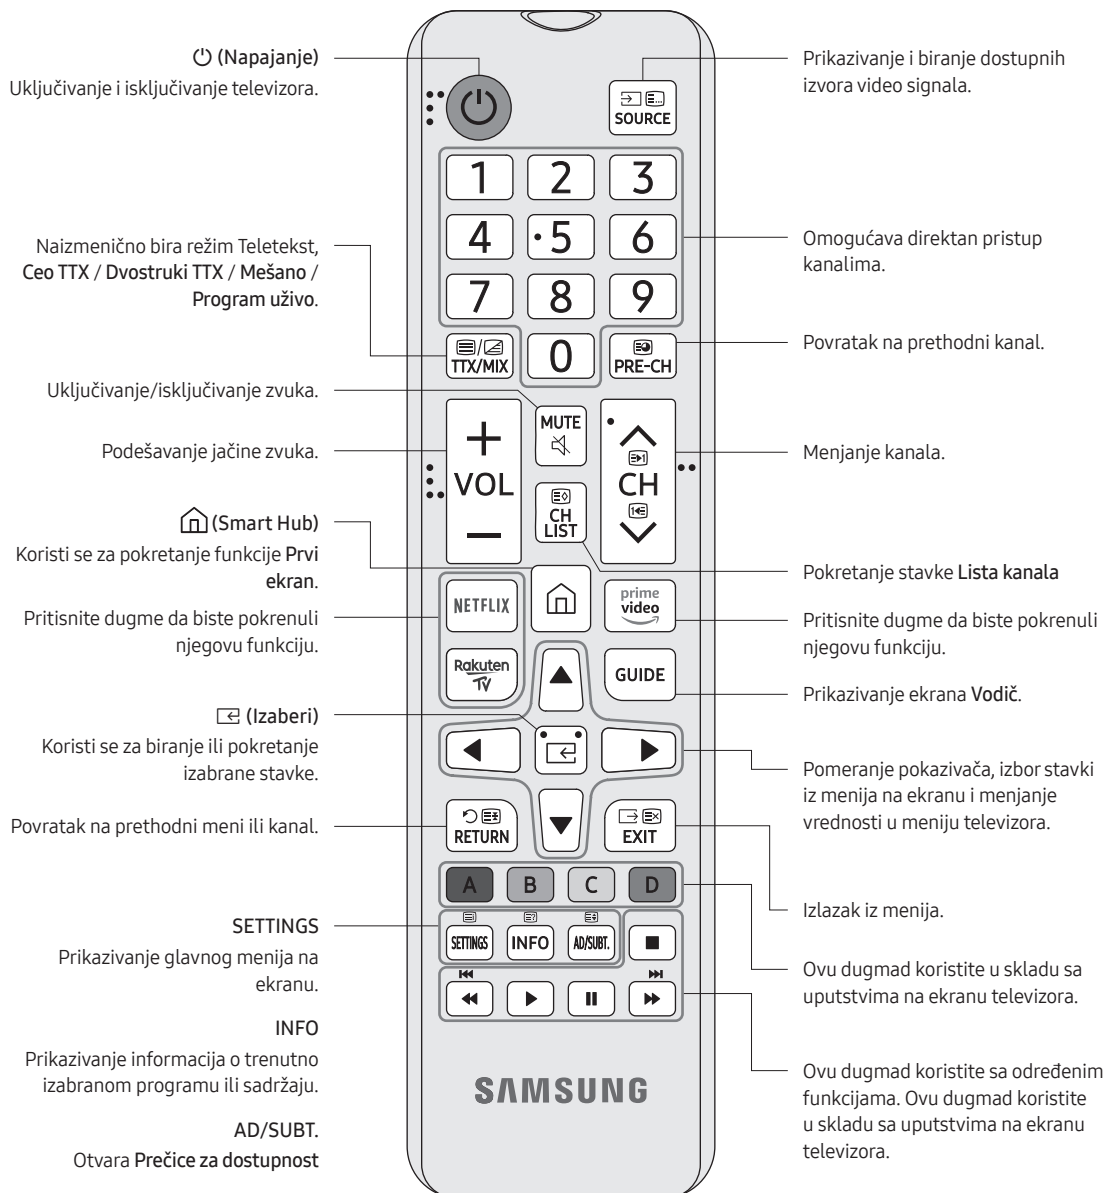 (Napajanje)
Uključivanje i isključivanje televizora.
Naizmenično bira režim Teletekst,
Ceo TTX / Dvostruki TTX / Mešano /
Program uživo.
Uključivanje/isključivanje zvuka.
Podešavanje jačine zvuka.
(Smart Hub)
Koristi se za pokretanje funkcije Prvi
ekran.
Pritisnite dugme da biste pokrenuli
njegovu funkciju.
(Izaberi)
Koristi se za biranje ili pokretanje
izabrane stavke.
Povratak na prethodni meni ili kanal.
SETTINGS
Prikazivanje glavnog menija na
ekranu.
INFO
Prikazivanje informacija o trenutno
izabranom programu ili sadržaju.
AD/SUBT.
Otvara Prečice za dostupnost
SOURCE
1 2 3
4 5 6
7 8 9
TTX/MIX 0 PRE-CH
MUTE
+
VOL
−
CH
CH
LIST
NETFLIX
prime
video
Rakuten
TV
GUIDE
RETURN
EXIT
A B C D
SETTINGS INFO AD/SUBT.
SAMSUNG
Prikazivanje i biranje dostupnih
izvora video signala.
Omogućava direktan pristup
kanalima.
Povratak na prethodni kanal.
Menjanje kanala.
Pokretanje stavke Lista kanala
Pritisnite dugme da biste pokrenuli
njegovu funkciju.
Prikazivanje ekrana Vodič.
Pomeranje pokazivača, izbor stavki
iz menija na ekranu i menjanje
vrednosti u meniju televizora.
Izlazak iz menija.
Ovu dugmad koristite u skladu sa
uputstvima na ekranu televizora.
Ovu dugmad koristite sa određenim
funkcijama. Ovu dugmad koristite
u skladu sa uputstvima na ekranu
televizora.